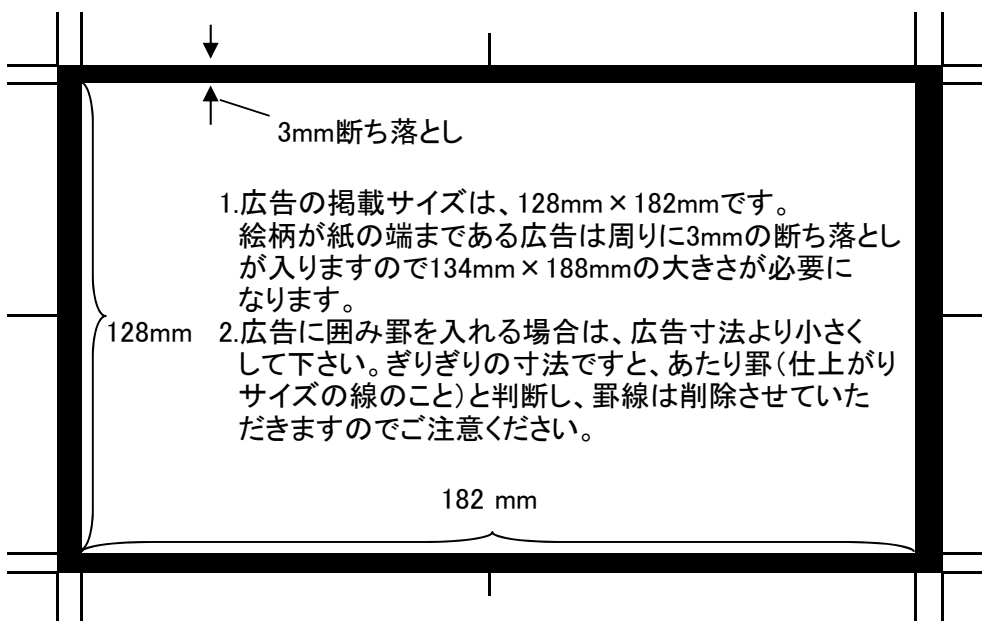 3mm断ち落とし
1.広告の掲載サイズは、128mm×182mmです。
絵柄が紙の端まである広告は周りに3mmの断ち落とし
が入りますので134mm×188mmの大きさが必要に
なります。
128mm
2.広告に囲み罫を入れる場合は、広告寸法より小さく
して下さい。ぎりぎりの寸法ですと、あたり罫(仕上がり
サイズの線のこと)と判断し、罫線は削除させていた
だきますのでご注意ください。
182 mm